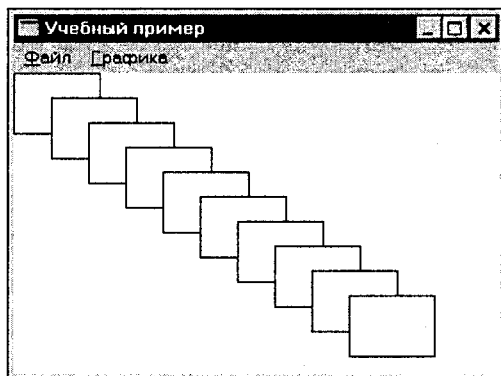 Учебный пример
Файл Графика